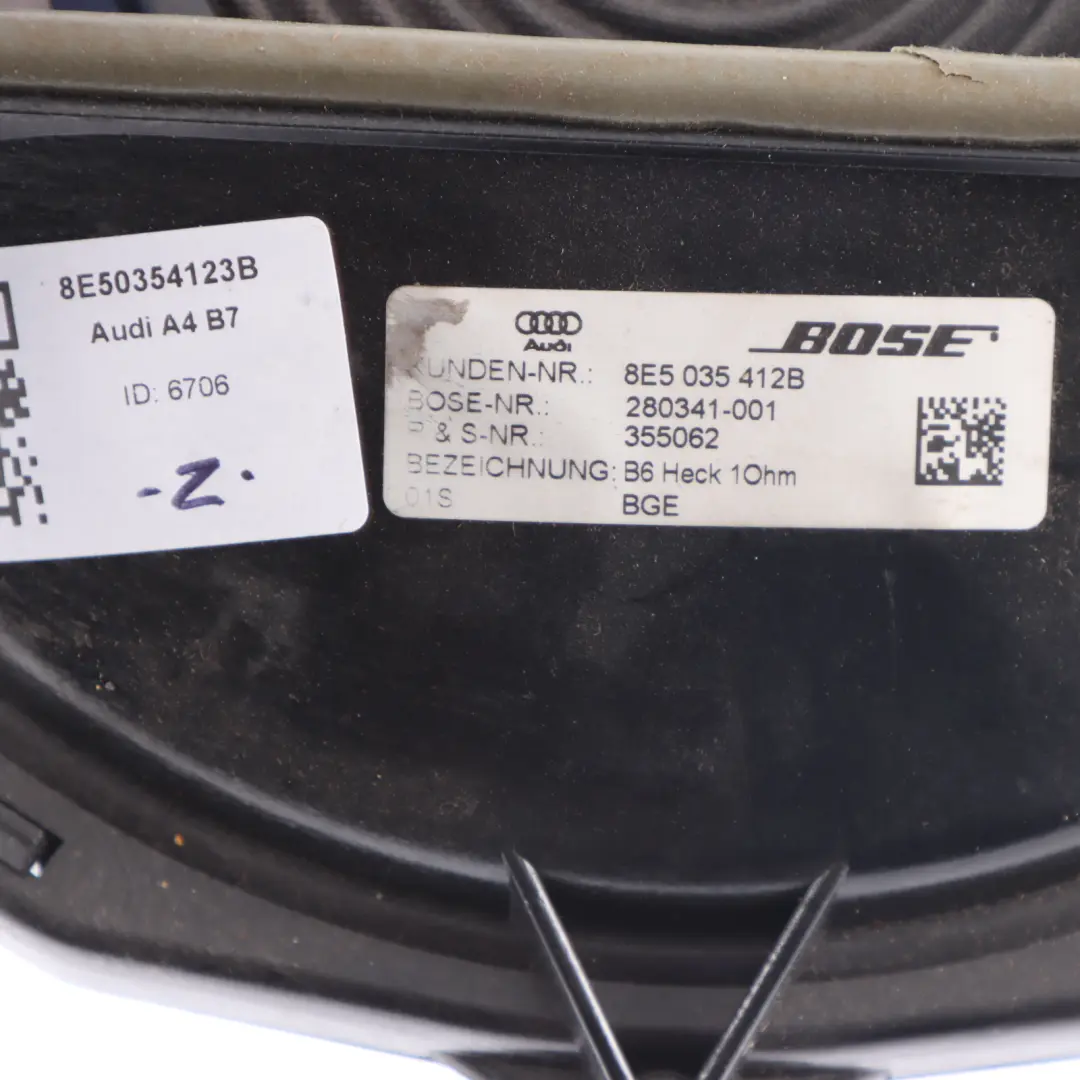 8E50354123B
Audi A4 B7
ID: 6706
-Z.
Audi
BOSE
KUNDEN-NR.: 8E5 035 412B
BOSE-NR.: 280341-001
P & S-NR.: 355062
BEZEICHNUNG: B6 Heck 1Ohm
01S BGE